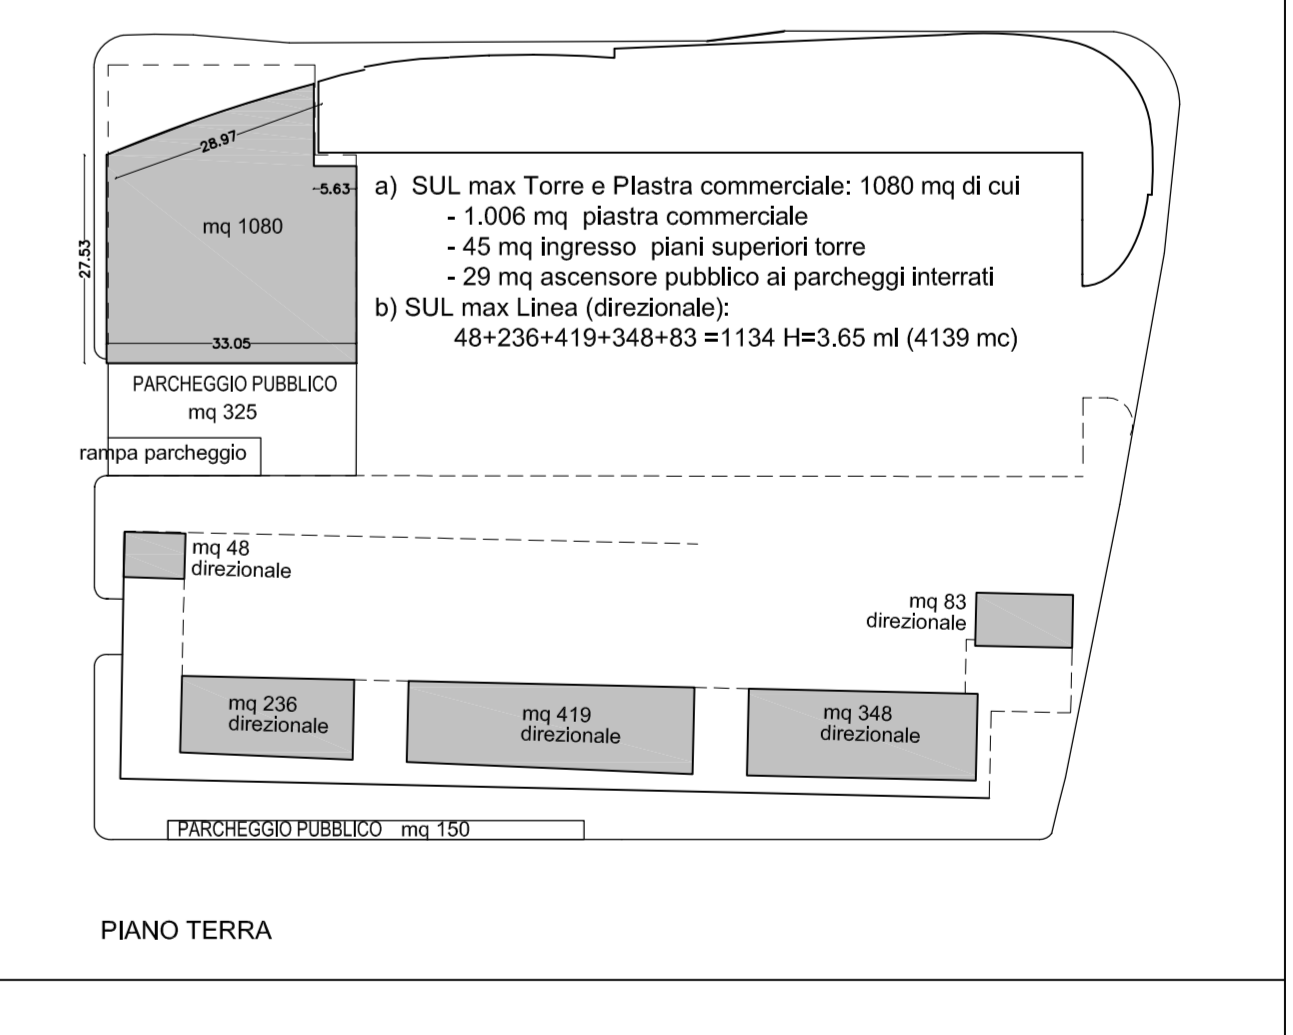 28.97
5.63
mq 1080
27.53
33.05
a) SUL max Torre e Plastra commerciale: 1080 mq di cui
- 1.006 mq piastra commerciale
- 45 mq ingresso piani superiori torre
- 29 mq ascensore pubblico ai parcheggi interrati
b) SUL max Linea (direzionale):
48+236+419+348+83 =1134 H=3.65 ml (4139 mc)
PARCHEGGIO PUBBLICO
mq 325
rampa parcheggio
mq 48
direzionale
mq 83
direzionale
mq 236
direzionale
mq 419
direzionale
mq 348
direzionale
PARCHEGGIO PUBBLICO mq 150
PIANO TERRA